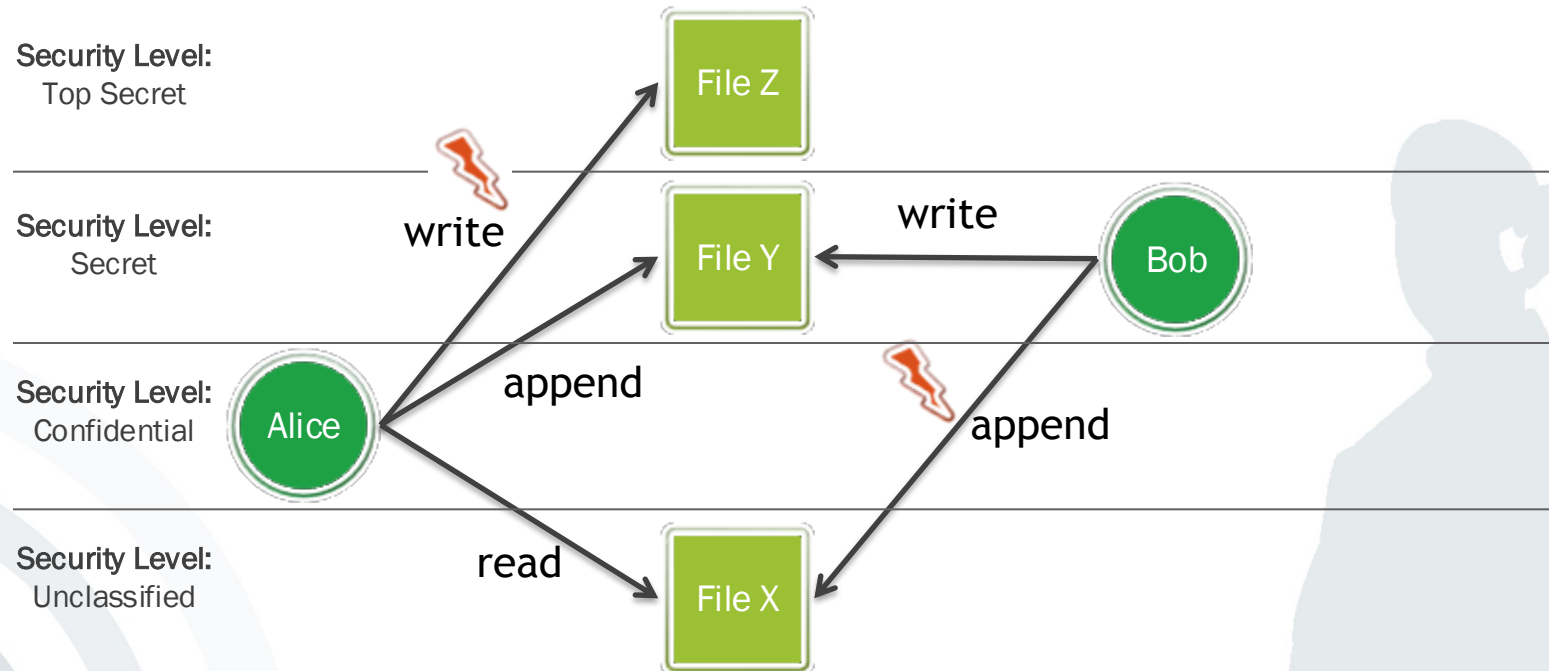 Security Level:
Top Secret
File Z
write
Security Level:
Secret
File Y
write
Bob
Security Level:
Confidential
Alice
append
append
Security Level:
Unclassified
read
File X